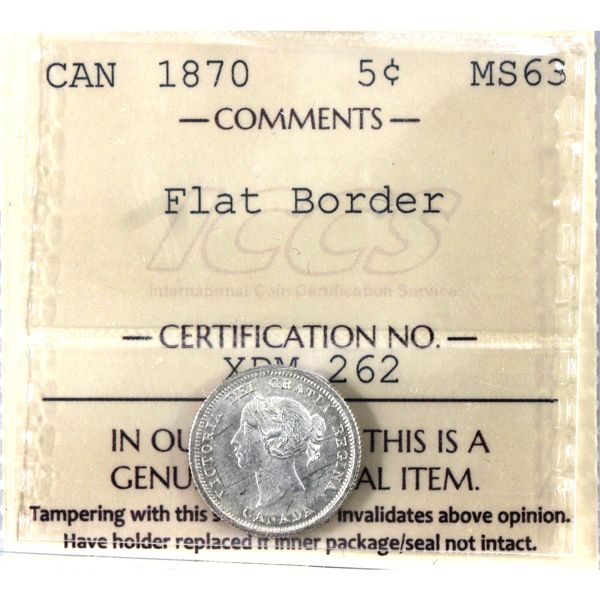 CAN 1870 5¢ MS63
— COMMENTS —
Flat Border
ICCS
International Coin Certification Service
— CERTIFICATION NO. —
XDM 262
VICTORIA DEI GRATIA REGINA
CANADA
IN OU THIS IS A
GENU AL ITEM.
Tampering with this s invalidates above opinion.
Have holder replaced if inner package/seal not intact.